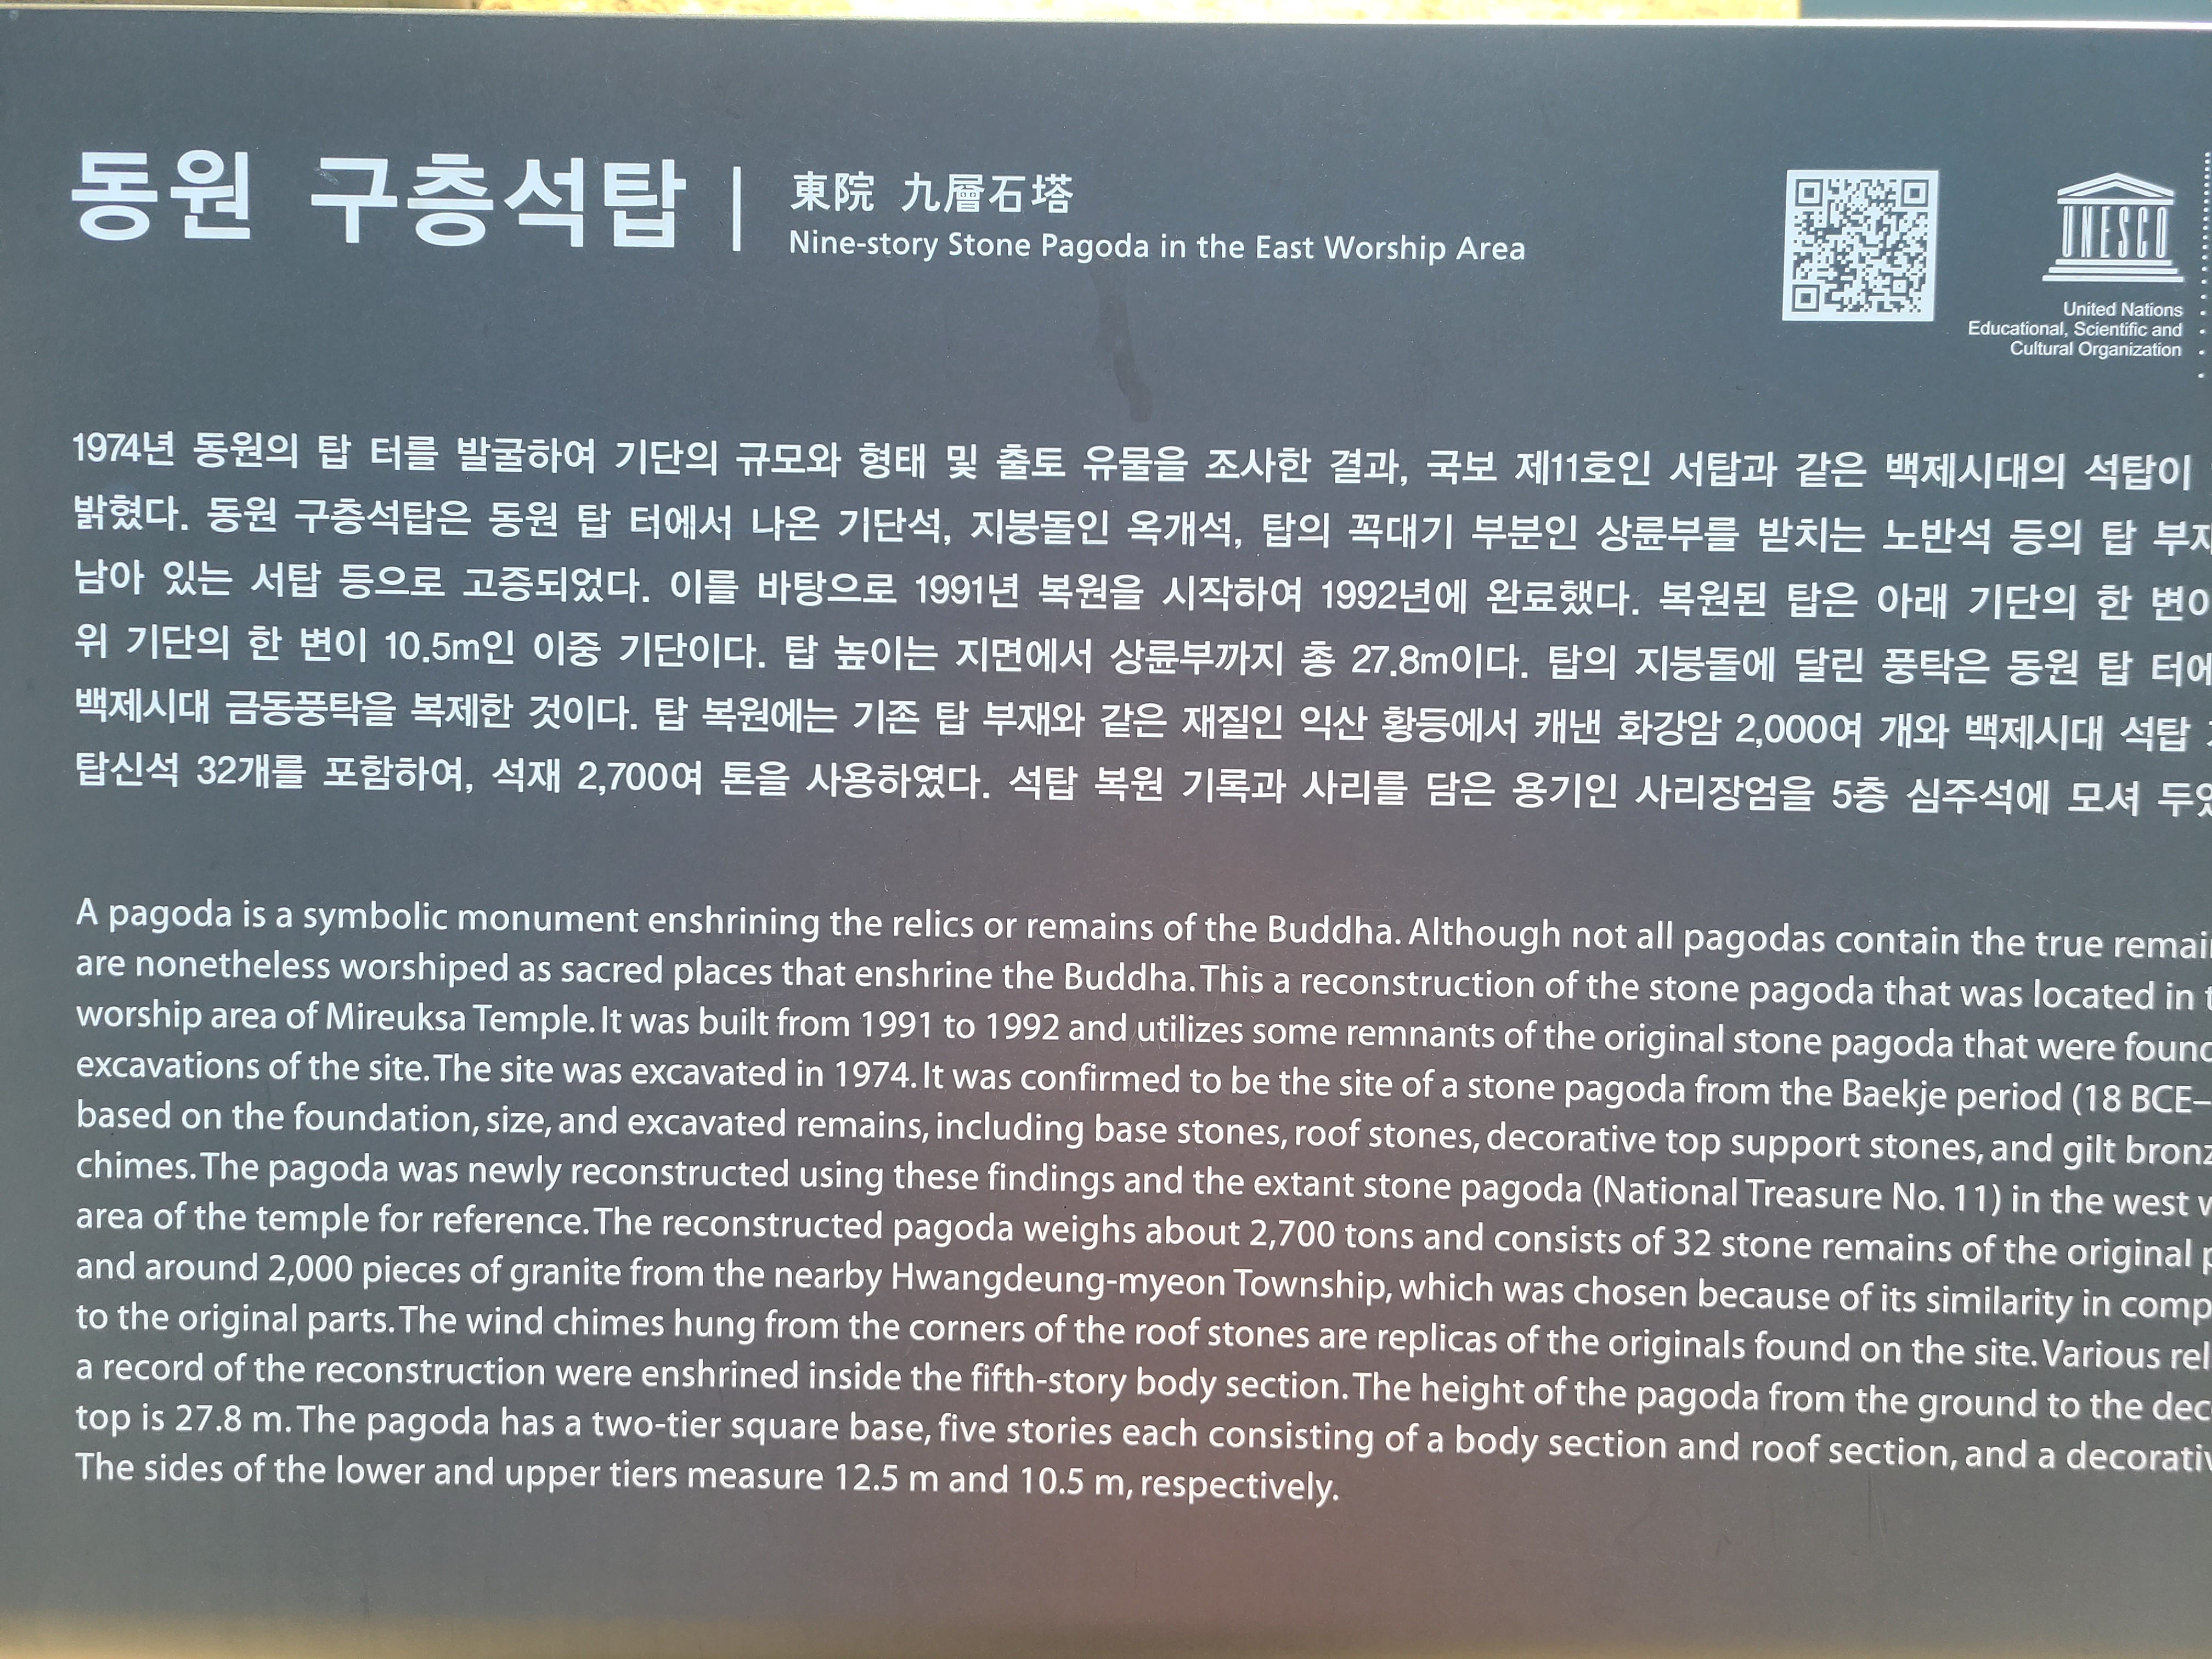 동원 구층석탑
東院 九層石塔
Nine-story Stone Pagoda in the East Worship Area
UNESCO
United Nations
Educational, Scientific and
Cultural Organization
1974년 동원의 탑 터를 발굴하여 기단의 규모와 형태 및 출토 유물을 조사한 결과, 국보 제11호인 서탑과 같은 백제시대의 석탑이
밝혔다. 동원 구층석탑은 동원 탑 터에서 나온 기단석, 지붕돌인 옥개석, 탑의 꼭대기 부분인 상륜부를 받치는 노반석 등의 탑
남아 있는 서탑 등으로 고증되었다. 이를 바탕으로 1991년 복원을 시작하여 1992년에 완료했다. 복원된 탑은 아래 기단의 한
위 기단의 한 변이 10.5m인 이중 기단이다. 탑 높이는 지면에서 상륜부까지 총 27.8m이다. 탑의 지붕돌에 달린 풍탁은 동원 탑
백제시대 금동풍탁을 복제한 것이다. 탑 복원에는 기존 탑 부재와 같은 재질인 익산 황등에서 캐낸 화강암 2,000여 개와 백제시대 석탑
탑신석 32개를 포함하여, 석재 2,700여 톤을 사용하였다. 석탑 복원 기록과 사리를 담은 용기인 사리장엄을 5층 심주석에 모셔
A pagoda is a symbolic monument enshrining the relics or remains of the Buddha. Although not all pagodas contain the true
are nonetheless worshiped as sacred places that enshrine the Buddha. This a reconstruction of the stone pagoda that was located in
worship area of Mireuksa Temple. It was built from 1991 to 1992 and utilizes some remnants of the original stone pagoda that were
excavations of the site. The site was excavated in 1974. It was confirmed to be the site of a stone pagoda from the Baekje period (18 BCE–
based on the foundation, size, and excavated remains, including base stones, roof stones, decorative top support stones, and gilt
chimes. The pagoda was newly reconstructed using these findings and the extant stone pagoda (National Treasure No. 11) in the west
area of the temple for reference. The reconstructed pagoda weighs about 2,700 tons and consists of 32 stone remains of the original
and around 2,000 pieces of granite from the nearby Hwangdeung-myeon Township, which was chosen because of its similarity in
to the original parts. The wind chimes hung from the corners of the roof stones are replicas of the originals found on the site. Various
a record of the reconstruction were enshrined inside the fifth-story body section. The height of the pagoda from the ground to the
top is 27.8 m. The pagoda has a two-tier square base, five stories each consisting of a body section and roof section, and a
The sides of the lower and upper tiers measure 12.5 m and 10.5 m, respectively.